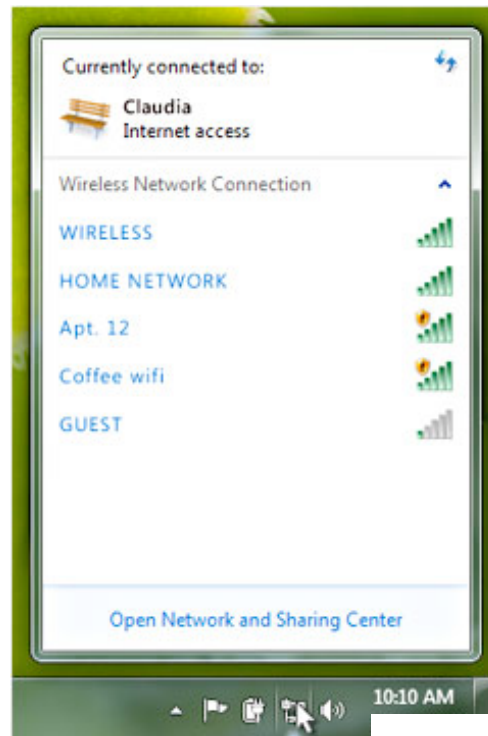 Currently connected to:
Claudia
Internet access
Wireless Network Connection
WIRELESS
HOME NETWORK
Apt. 12
Coffee wifi
GUEST
Open Network and Sharing Center
10:10 AM